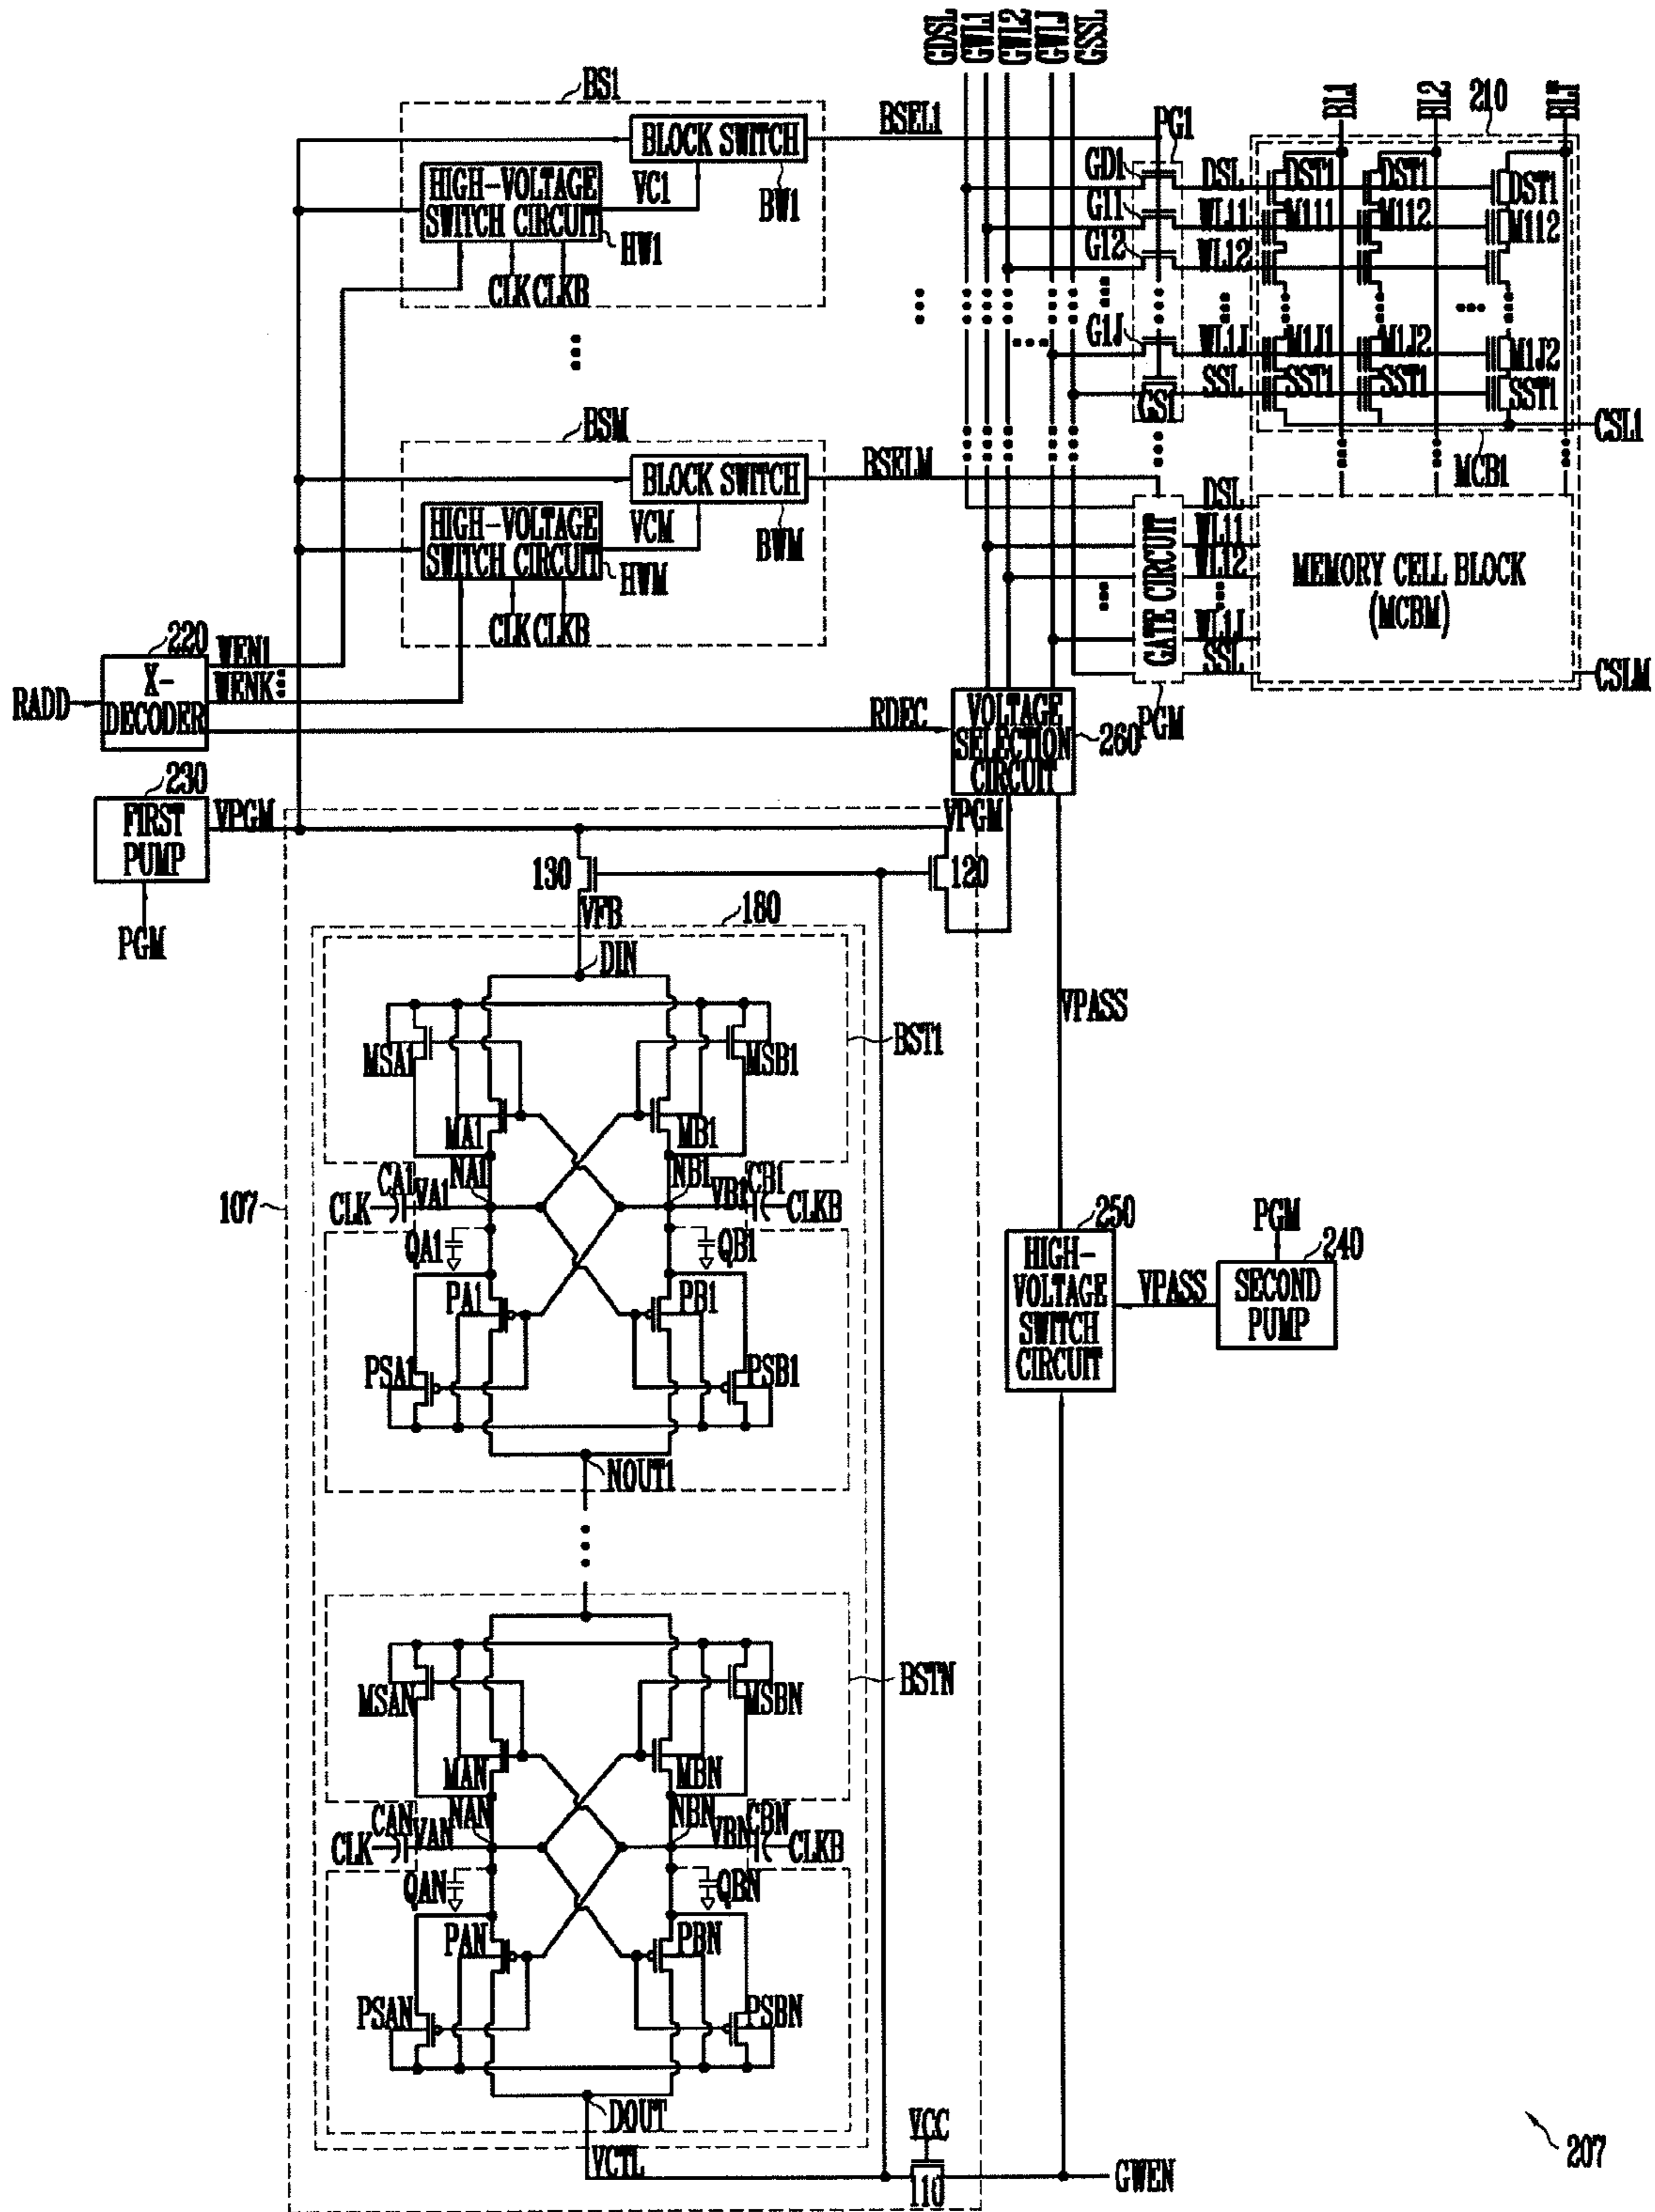 GDSL
GWL1
GWL2
GWLJ
GSSL
BS1
BLOCK SWITCH
BW1
HIGH-VOLTAGE
SWITCH CIRCUIT
HW1
VC1
CLK CLKB
BSEL1
PG1
BL1
BL2
210
BLT
GD1
DSL
DST1
DST1
DST1
G11
WL11
M111
M112
M112
G12
WL12
G1J
WL1J
M1J1
M1J2
M1J2
GS1
SSL
SST1
SST1
SST1
CSL1
MCB1
BSM
BLOCK SWITCH
BWM
HIGH-VOLTAGE
SWITCH CIRCUIT
HWM
VCM
CLK CLKB
BSELM
GATE CIRCUIT
PGM
DSL
WL11
WL12
WL1J
SSL
MEMORY CELL BLOCK
(MCBM)
CSLM
RADD
220
X-
DECODER
WEN1
WENK
RDEC
VOLTAGE
SELECTION
CIRCUIT
260
230
FIRST
PUMP
PGM
VPGM
VPGM
130
120
VFB
180
DIN
VPASS
MSA1
MSB1
BST1
MA1
MB1
107
CLK
CA1
VA1
NA1
NB1
VB1
CB1
CLKB
QA1
QB1
PA1
PB1
PSA1
PSB1
NOUT1
250
HIGH-
VOLTAGE
SWITCH
CIRCUIT
VPASS
PGM
240
SECOND
PUMP
MSAN
MSBN
BSTN
MAN
MBN
CLK
CAN
VAN
NAN
NBN
VBN
CBN
CLKB
QAN
QBN
PAN
PBN
PSAN
PSBN
DOUT
VCTL
VCC
110
GWEN
207